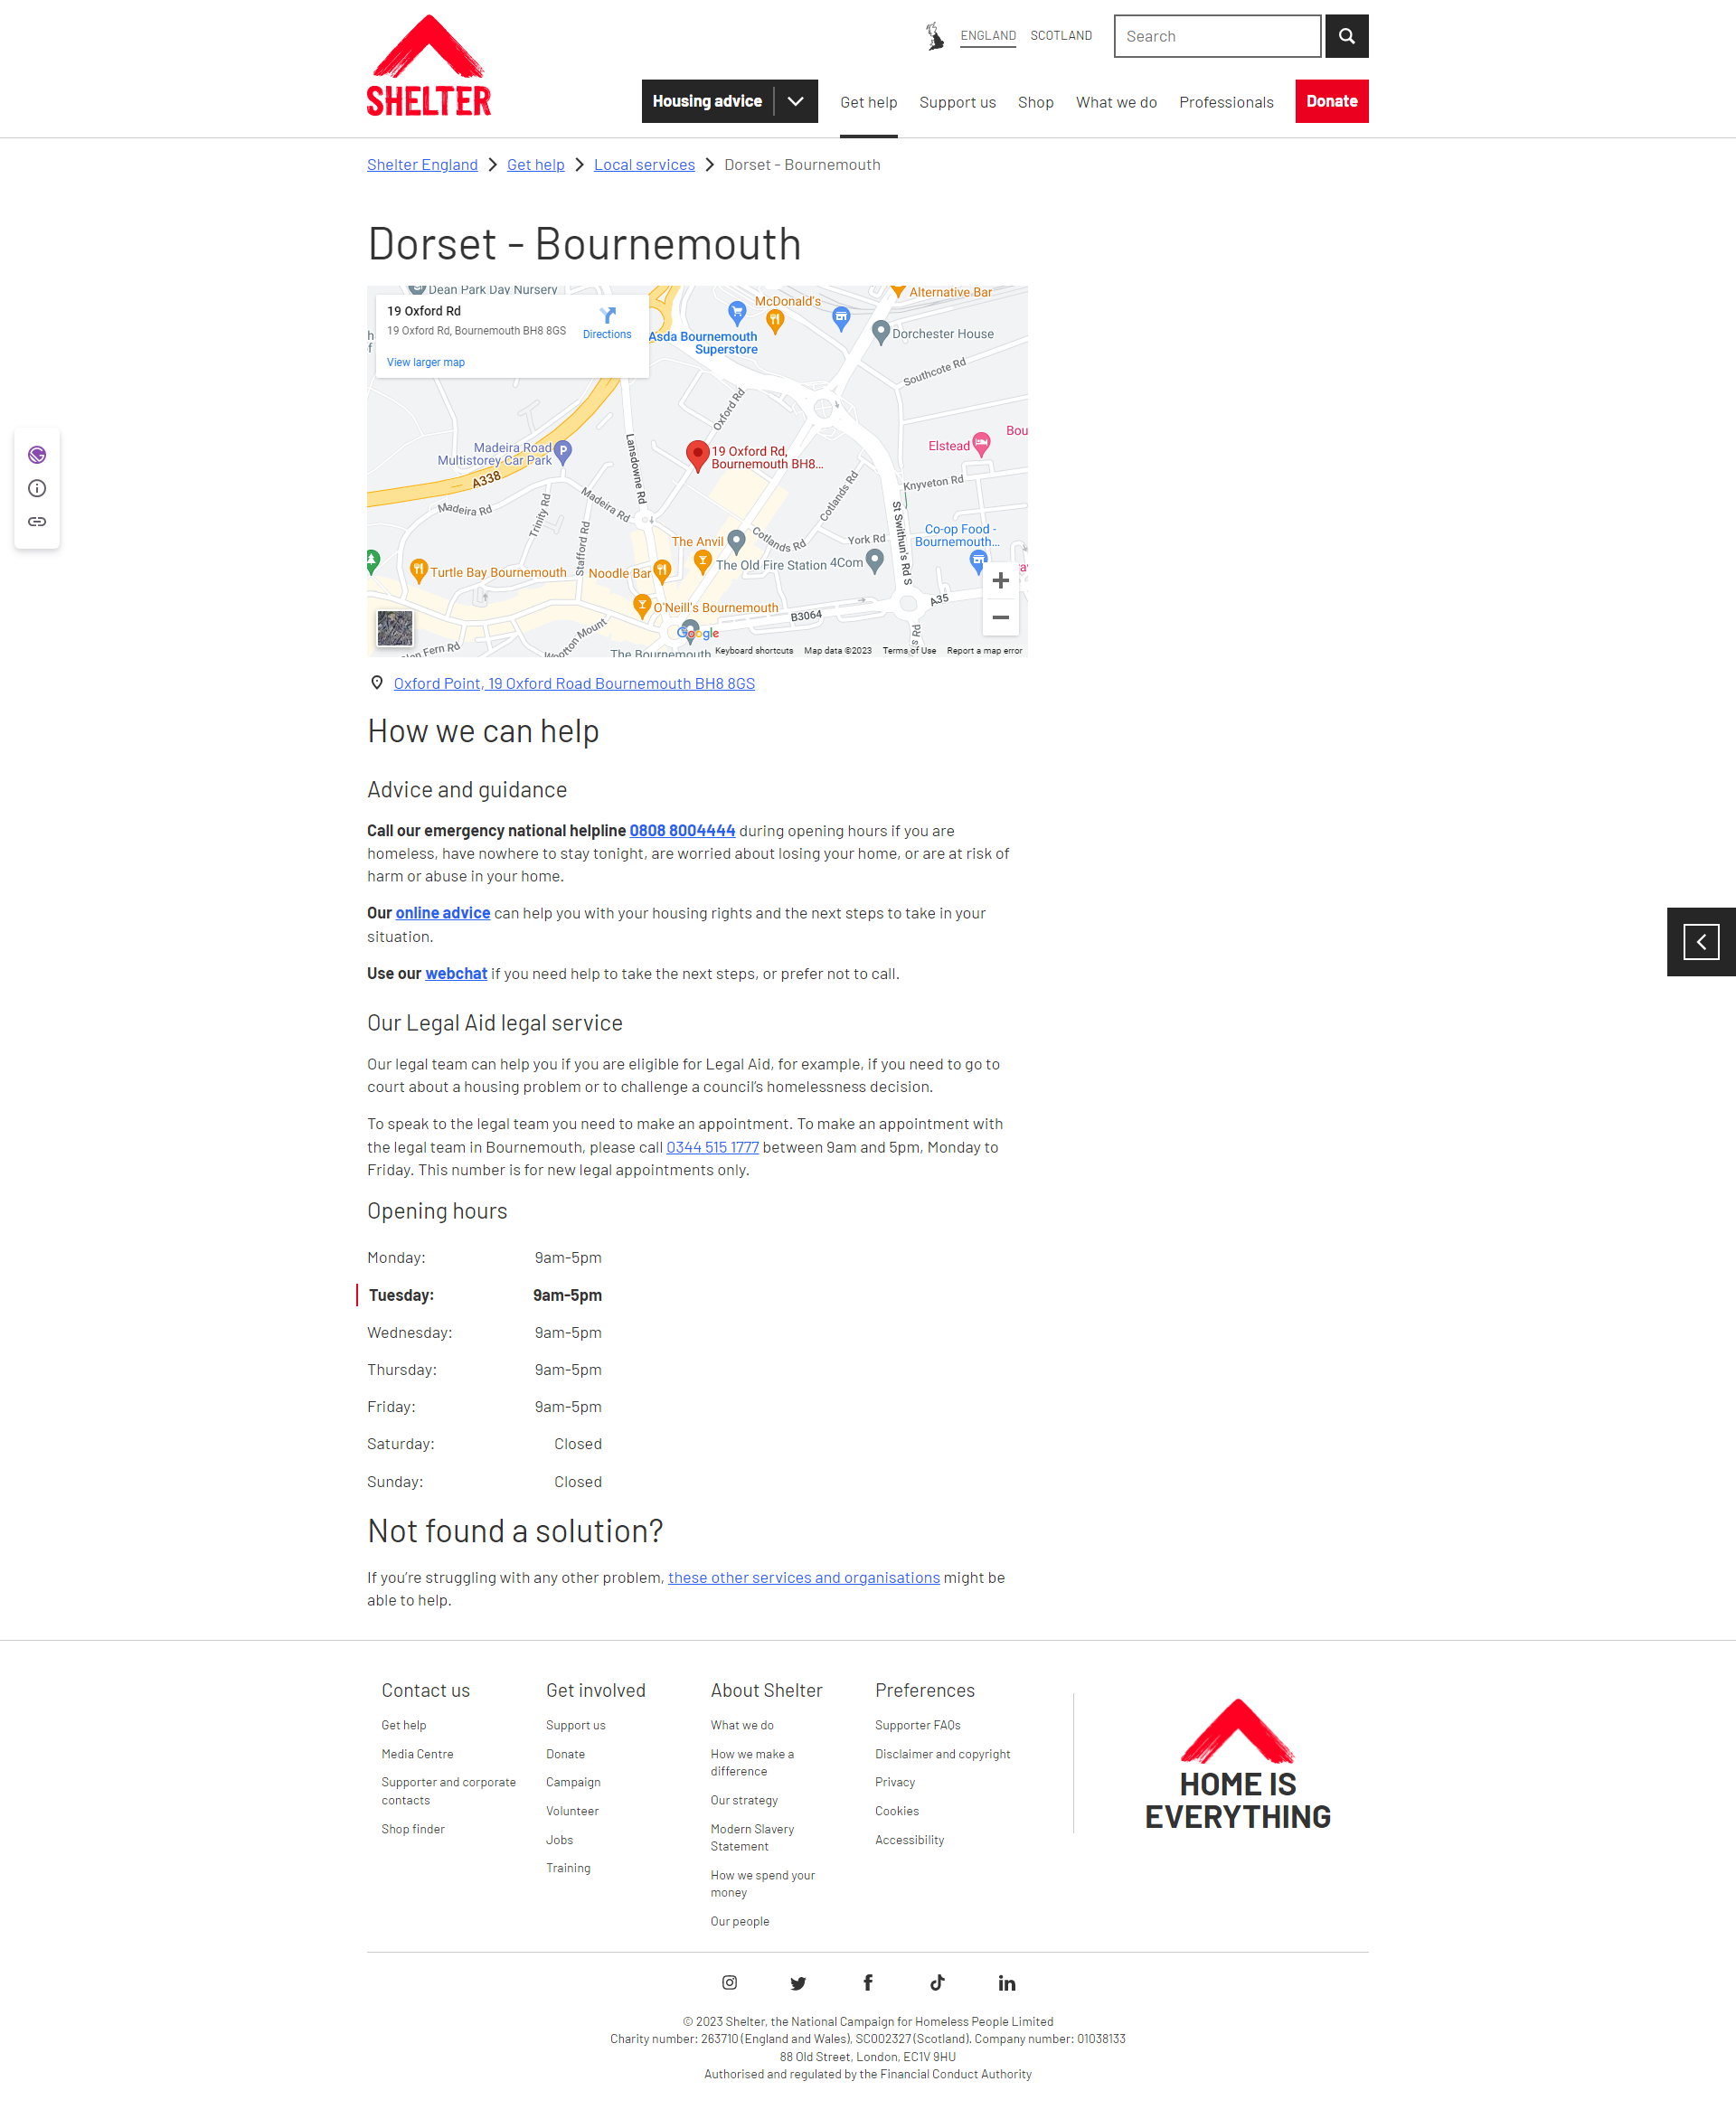 SHELTER
ENGLAND
SCOTLAND
Search
Housing advice
Get help
Support us
Shop
What we do
Professionals
Donate
Shelter England
Get help
Local services
Dorset - Bournemouth
Dorset - Bournemouth
Dean Park Day Nursery
19 Oxford Rd
19 Oxford Rd, Bournemouth BH8 8GS
Directions
View larger map
McDonald's
Alternative Bar
Asda Bournemouth
Superstore
Dorchester House
Southcote Rd
Oxford Rd
Lansdowne Rd
Madeira Road
Multistorey Car Park
A338
19 Oxford Rd,
Bournemouth BH8...
Elstead
Bou
Knyveton Rd
Cotlands Rd
Madeira Rd
Madeira Rd
Trinity Rd
Stafford Rd
St Swithun's Rd S
Co-op Food -
Bournemouth...
The Anvil
Cotlands Rd
York Rd
The Old Fire Station
4Com
Turtle Bay Bournemouth
Noodle Bar
O'Neill's Bournemouth
B3064
A35
Wootton Mount
Google
The Bournemouth
Keyboard shortcuts
Map data ©2023
Terms of Use
Report a map error
Oxford Point, 19 Oxford Road Bournemouth BH8 8GS
How we can help
Advice and guidance
Call our emergency national helpline 0808 8004444 during opening hours if you are
homeless, have nowhere to stay tonight, are worried about losing your home, or are at risk of
harm or abuse in your home.
Our online advice can help you with your housing rights and the next steps to take in your
situation.
Use our webchat if you need help to take the next steps, or prefer not to call.
Our Legal Aid legal service
Our legal team can help you if you are eligible for Legal Aid, for example, if you need to go to
court about a housing problem or to challenge a council’s homelessness decision.
To speak to the legal team you need to make an appointment. To make an appointment with
the legal team in Bournemouth, please call 0344 515 1777 between 9am and 5pm, Monday to
Friday. This number is for new legal appointments only.
Opening hours
Monday: 9am-5pm
Tuesday: 9am-5pm
Wednesday: 9am-5pm
Thursday: 9am-5pm
Friday: 9am-5pm
Saturday: Closed
Sunday: Closed
Not found a solution?
If you’re struggling with any other problem, these other services and organisations might be
able to help.
Contact us
Get help
Media Centre
Supporter and corporate
contacts
Shop finder
Get involved
Support us
Donate
Campaign
Volunteer
Jobs
Training
About Shelter
What we do
How we make a
difference
Our strategy
Modern Slavery
Statement
How we spend your
money
Our people
Preferences
Supporter FAQs
Disclaimer and copyright
Privacy
Cookies
Accessibility
HOME IS
EVERYTHING
© 2023 Shelter, the National Campaign for Homeless People Limited
Charity number: 263710 (England and Wales), SC002327 (Scotland). Company number: 01038133
88 Old Street, London, EC1V 9HU
Authorised and regulated by the Financial Conduct Authority